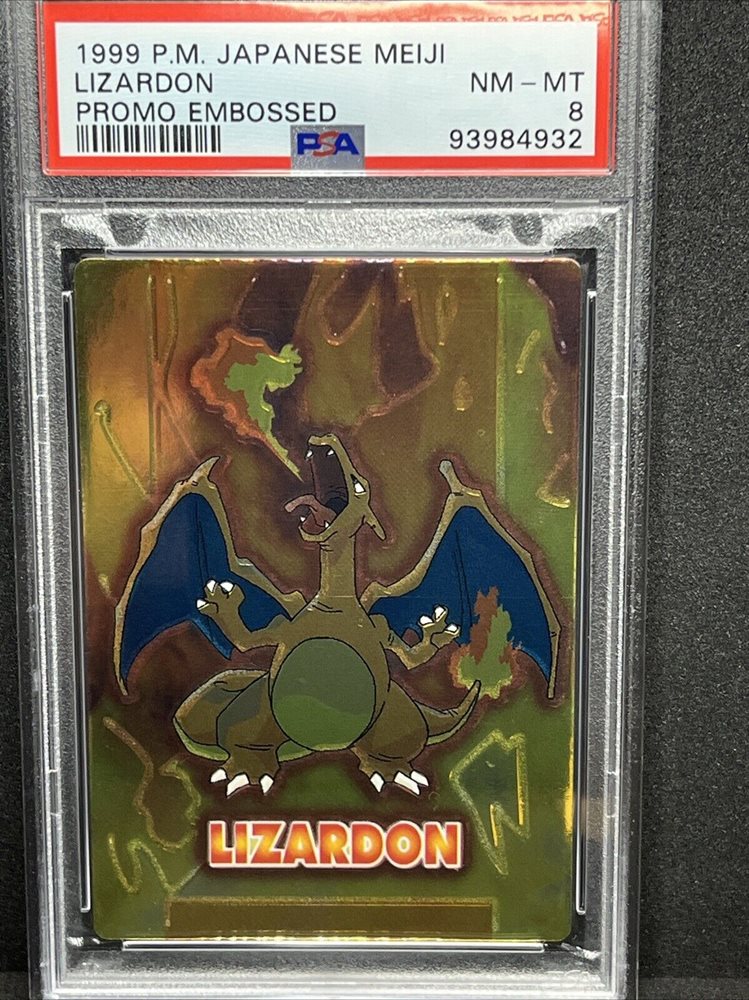 1999 P.M. JAPANESE MEIJI
LIZARDON NM – MT
PROMO EMBOSSED 8
PSA 93984932
LIZARDON